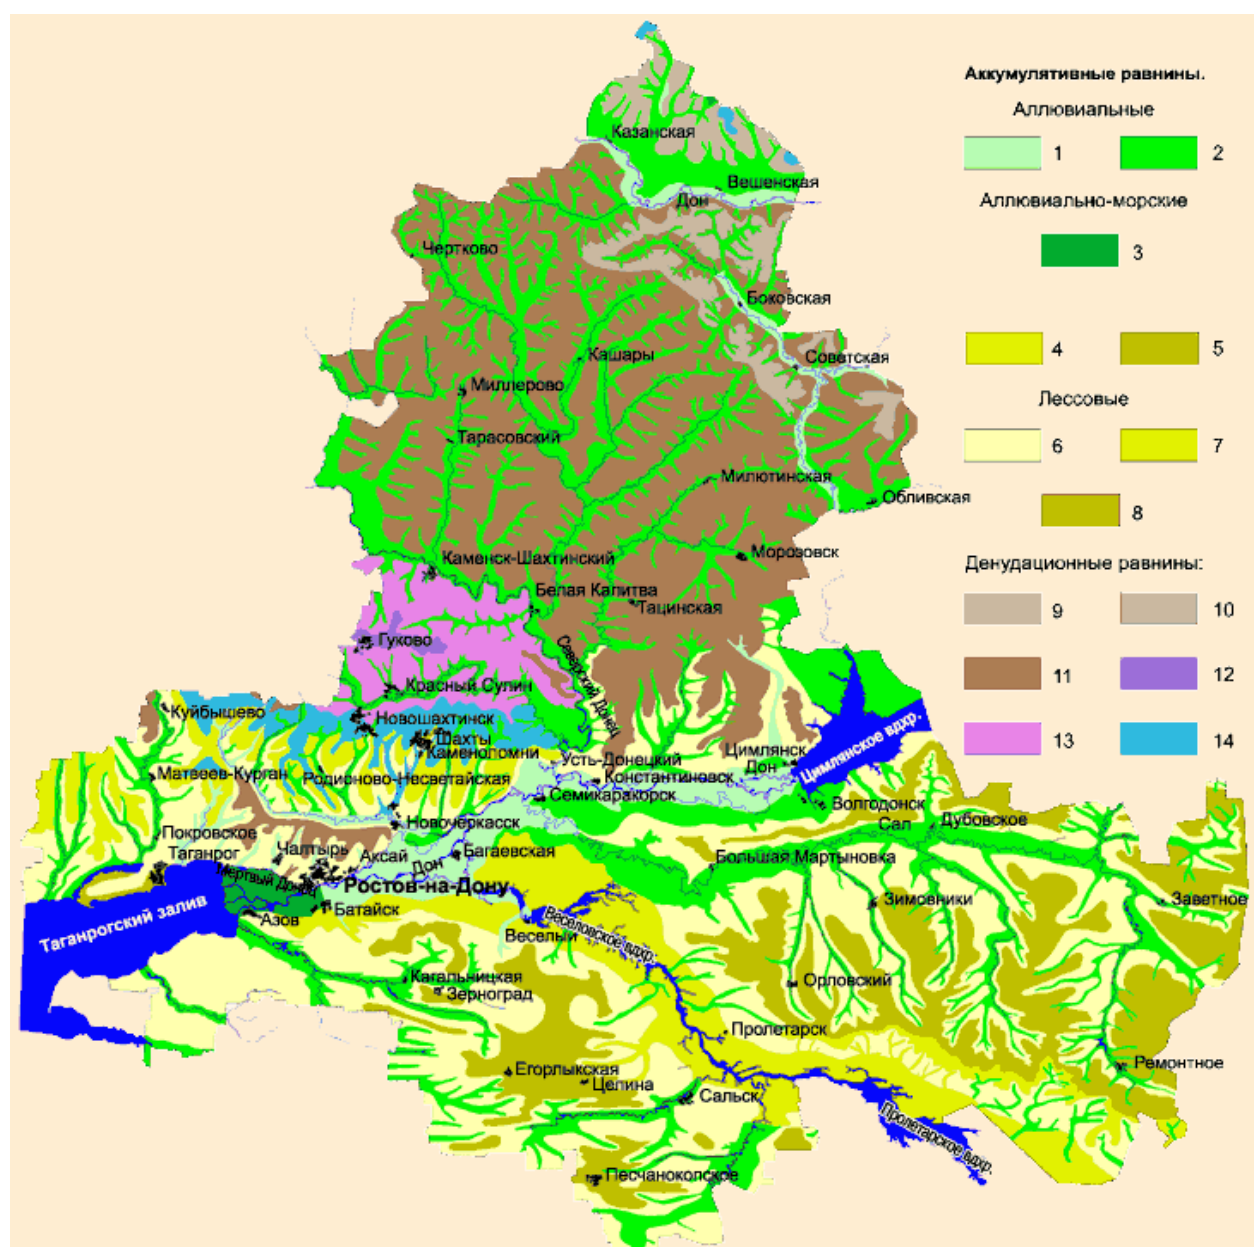 Аккумулятивные равнины.
Аллювиальные
1
2
Аллювиально-морские
3
4
5
Лессовые
6
7
8
Денудационные равнины:
9
10
11
12
13
14
Казанская
Вешенская
Дон
Чертково
Боковская
Кашары
Советская
Миллерово
Тарасовский
Милютинская
Обливская
Морозовск
Каменск-Шахтинский
Белая Калитва
Тацинская
Гуково
Северский Донец
Красный Сулин
Куйбышево
Новошахтинск
Шахты
Каменоломни
Усть-Донецкий
Цимлянск
Дон
Цимлянское вдхр.
Матвеев-Курган
Родисново-Несветайская
Константиновск
Семикаракорск
Волгодонск
Сал
Дубовское
Новочеркасск
Покровское
Таганрог
Чалтырь
Аксай
Дон
Багаевская
Большая Мартыновка
Мертвый Донец
Ростов-на-Дону
Зимовники
Заветное
Таганрогский залив
Азов
Батайск
Веселый
Веселовское вдхр.
Кагальницкая
Зерноград
Орловский
Пролетарск
Егорлыкская
Целина
Сальск
Ремонтное
Пролетарское вдхр.
Песчанокопское